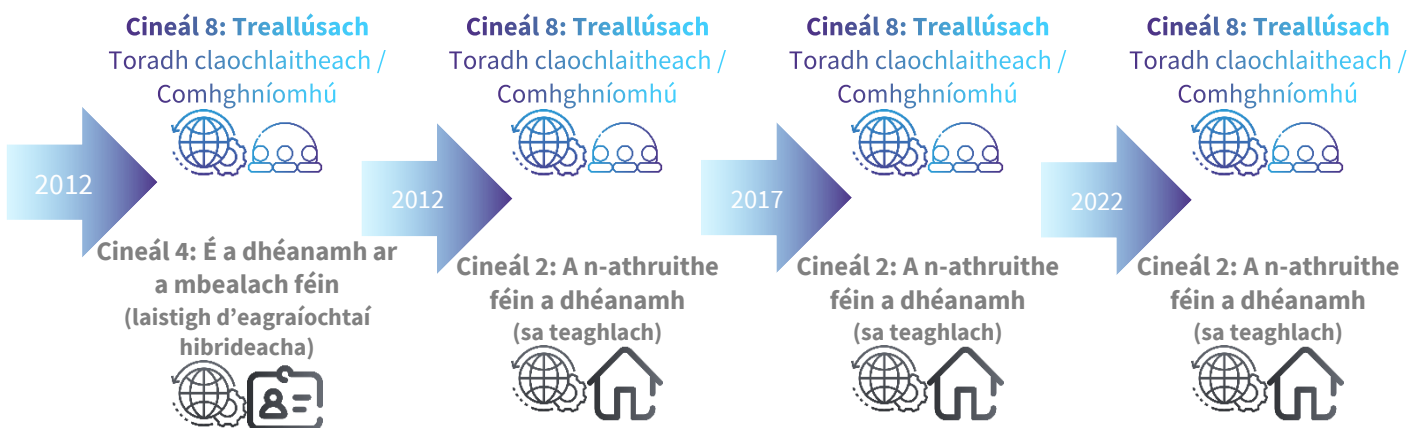 2012
Cineál 8: Treallúsach
Toradh claochlaitheach /
Comhghníomhú
Cineál 4: É a dhéanamh ar
a mbealach féin
(laistigh d'eagraíochtaí
hibrideacha)
2012
Cineál 8: Treallúsach
Toradh claochlaitheach /
Comhghníomhú
Cineál 2: A n-athruithe
féin a dhéanamh
(sa teaghlach)
2017
Cineál 8: Treallúsach
Toradh claochlaitheach /
Comhghníomhú
Cineál 2: A n-athruithe
féin a dhéanamh
(sa teaghlach)
2022
Cineál 8: Treallúsach
Toradh claochlaitheach /
Comhghníomhú
Cineál 2: A n-athruithe
féin a dhéanamh
(sa teaghlach)